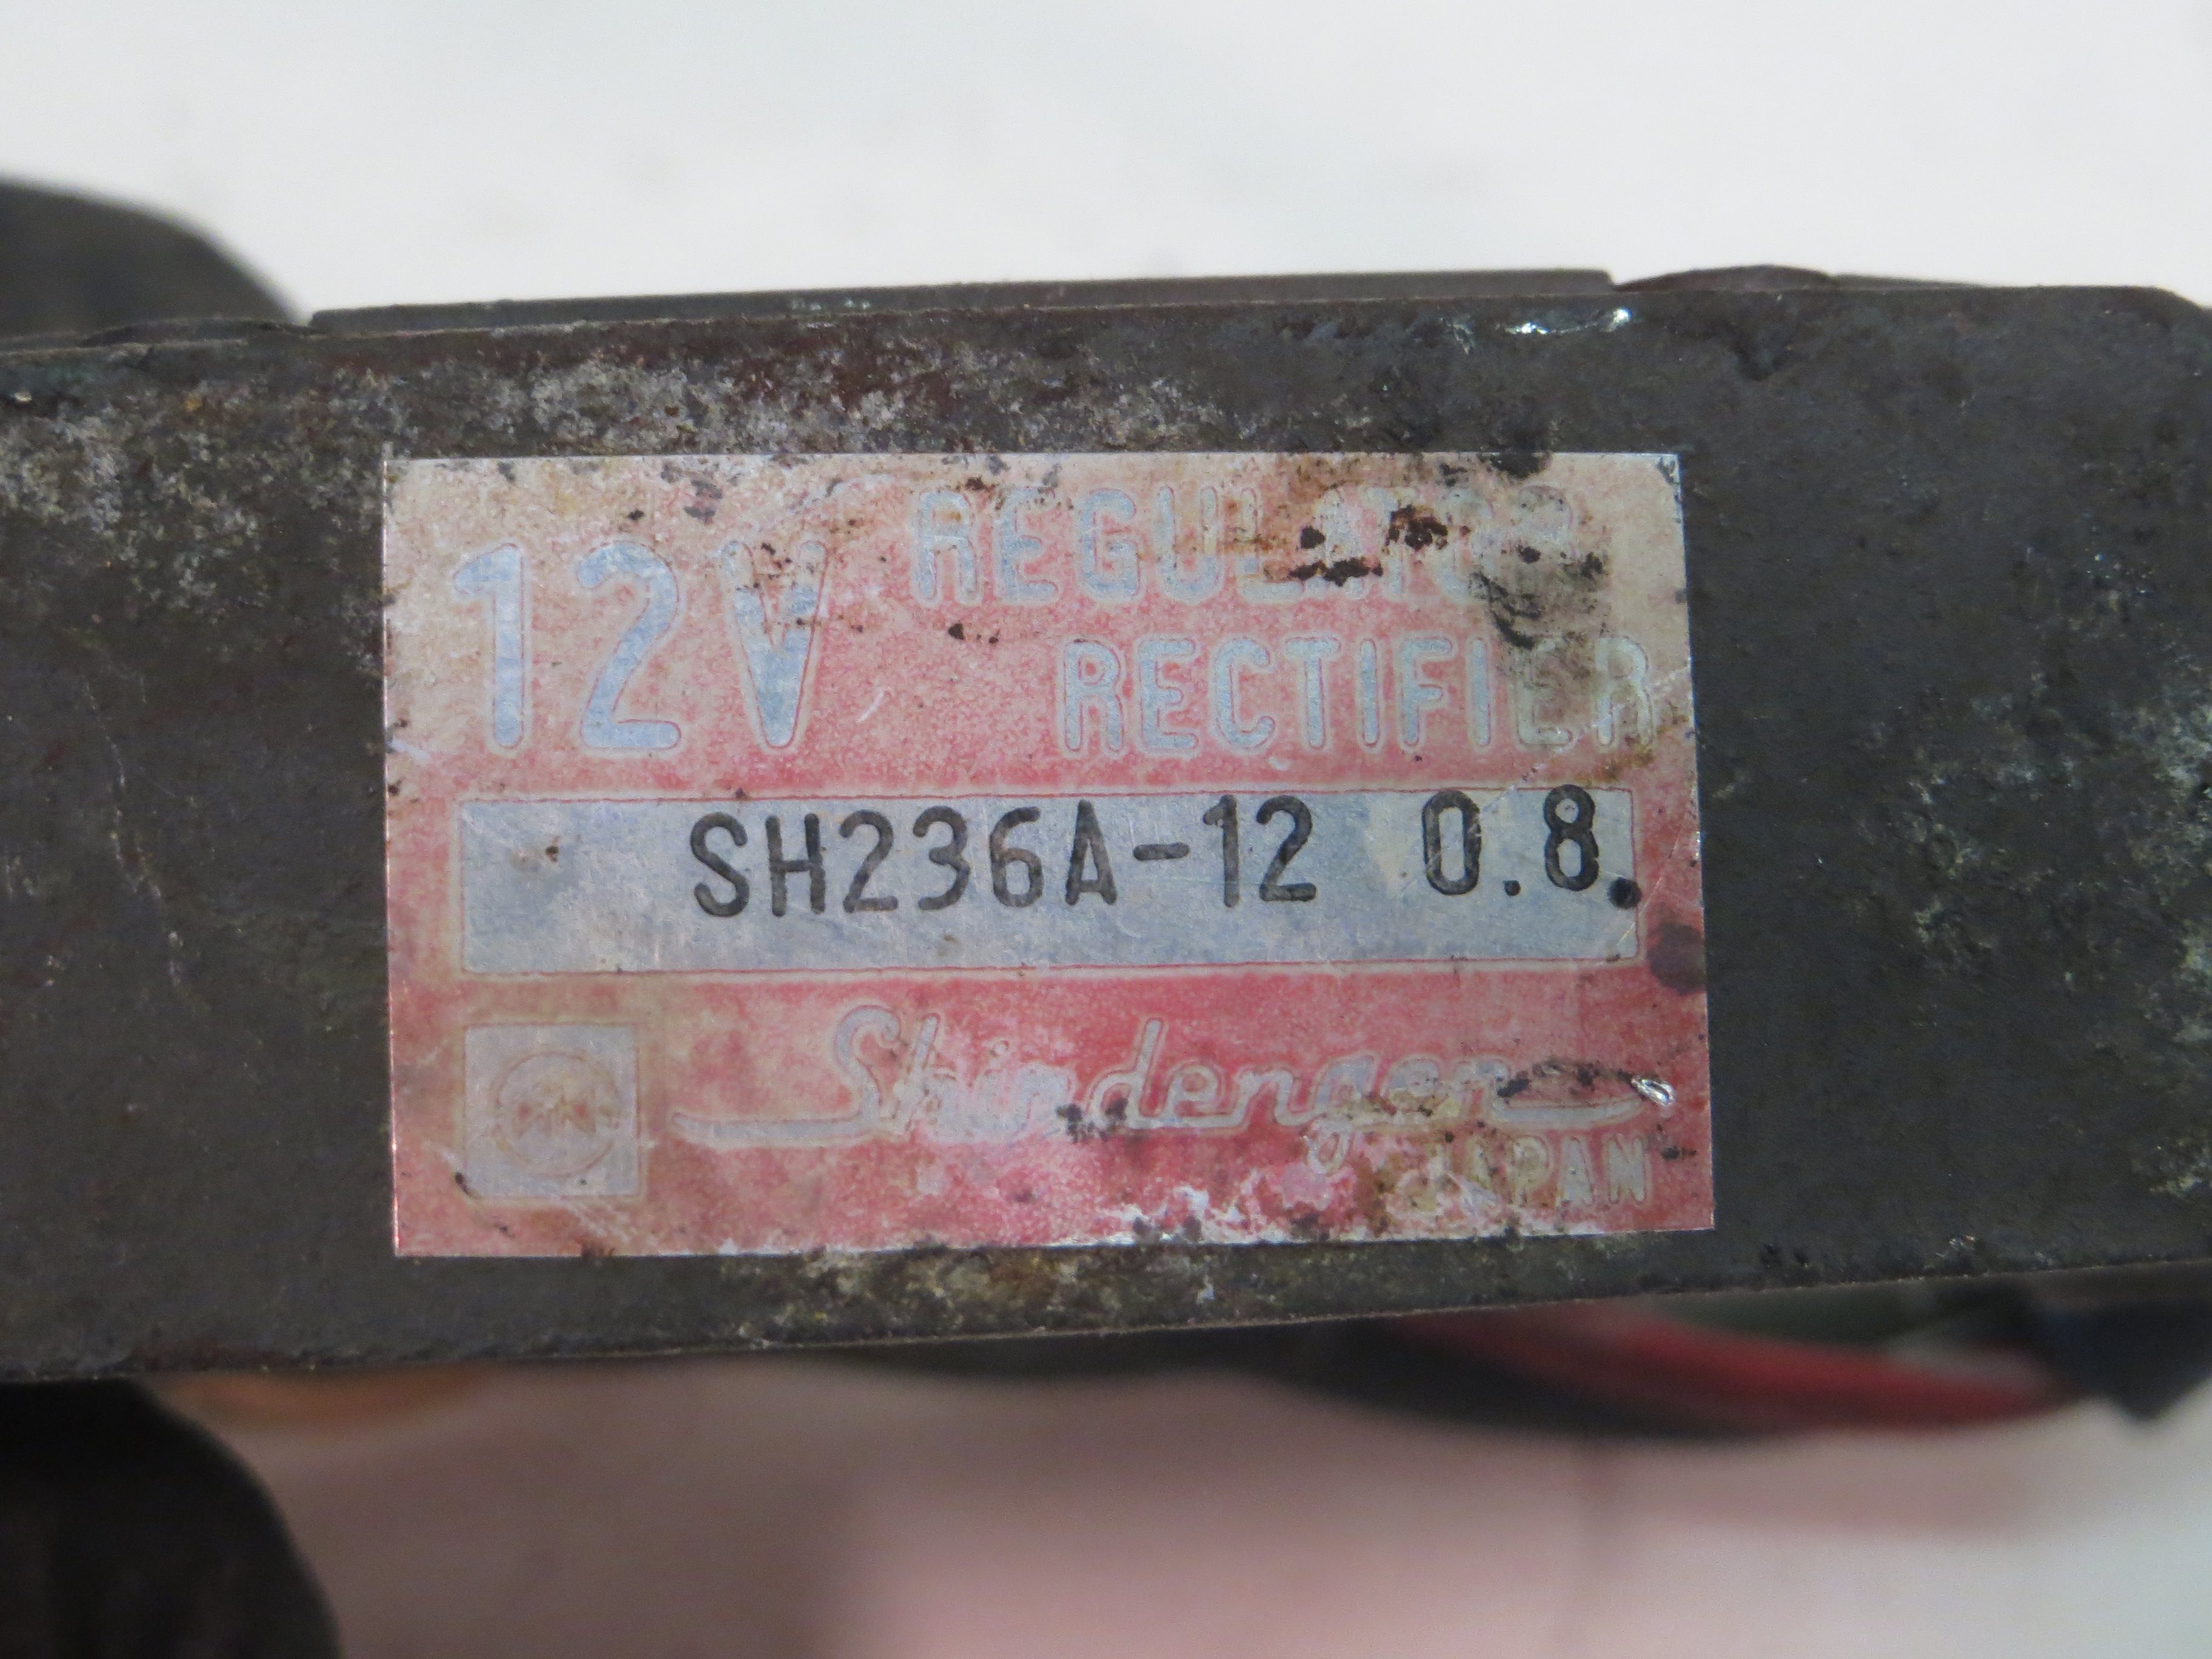 12V REGULATOR
RECTIFIER
SH236A-12 0.8
Shindengen
JAPAN